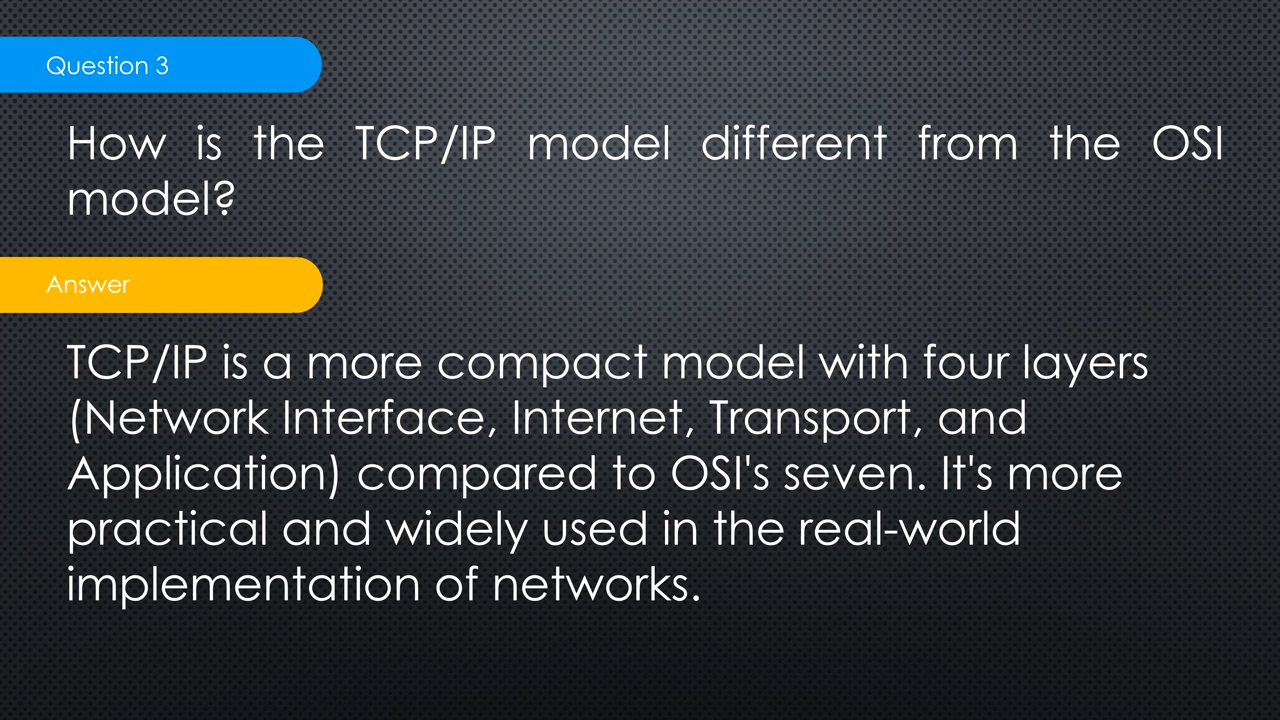 Question 3
How is the TCP/IP model different from the OSI
model?
Answer
TCP/IP is a more compact model with four layers
(Network Interface, Internet, Transport, and
Application) compared to OSI's seven. It's more
practical and widely used in the real-world
implementation of networks.